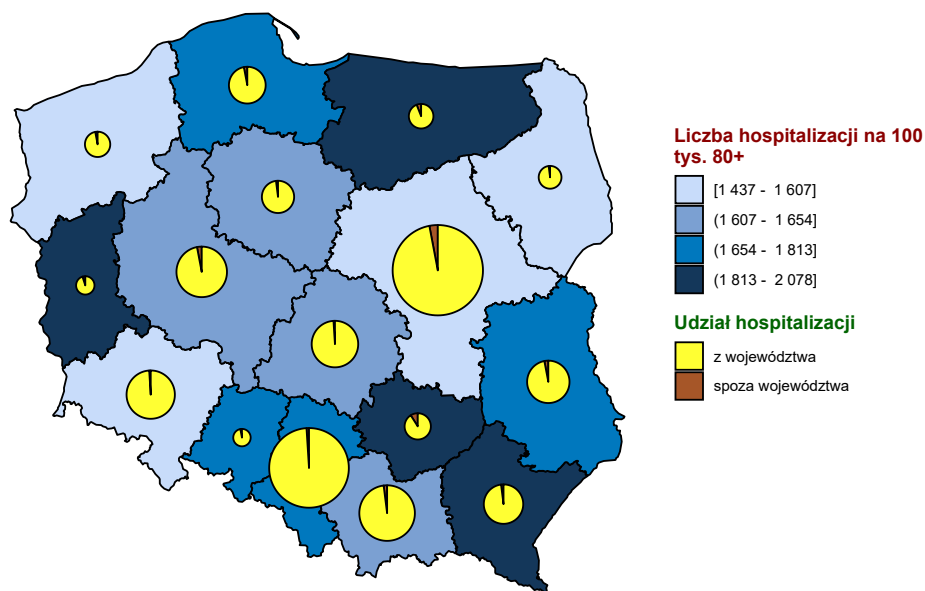 Liczba hospitalizacji na 100
tys. 80+
[1 437 - 1 607]
(1 607 - 1 654]
(1 654 - 1 813]
(1 813 - 2 078]
Udział hospitalizacji
z województwa
spoza województwa